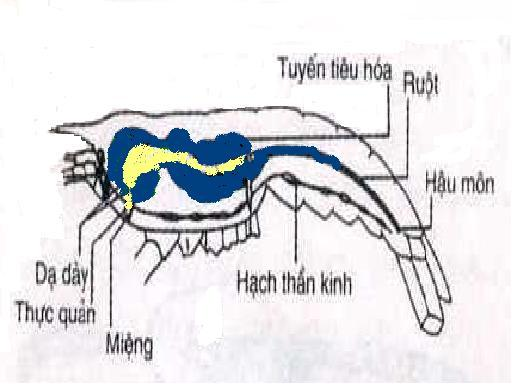 Tuyến tiêu hóa
Ruột
Hậu môn
Dạ dày
Hạch thần kinh
Thực quản
Miệng